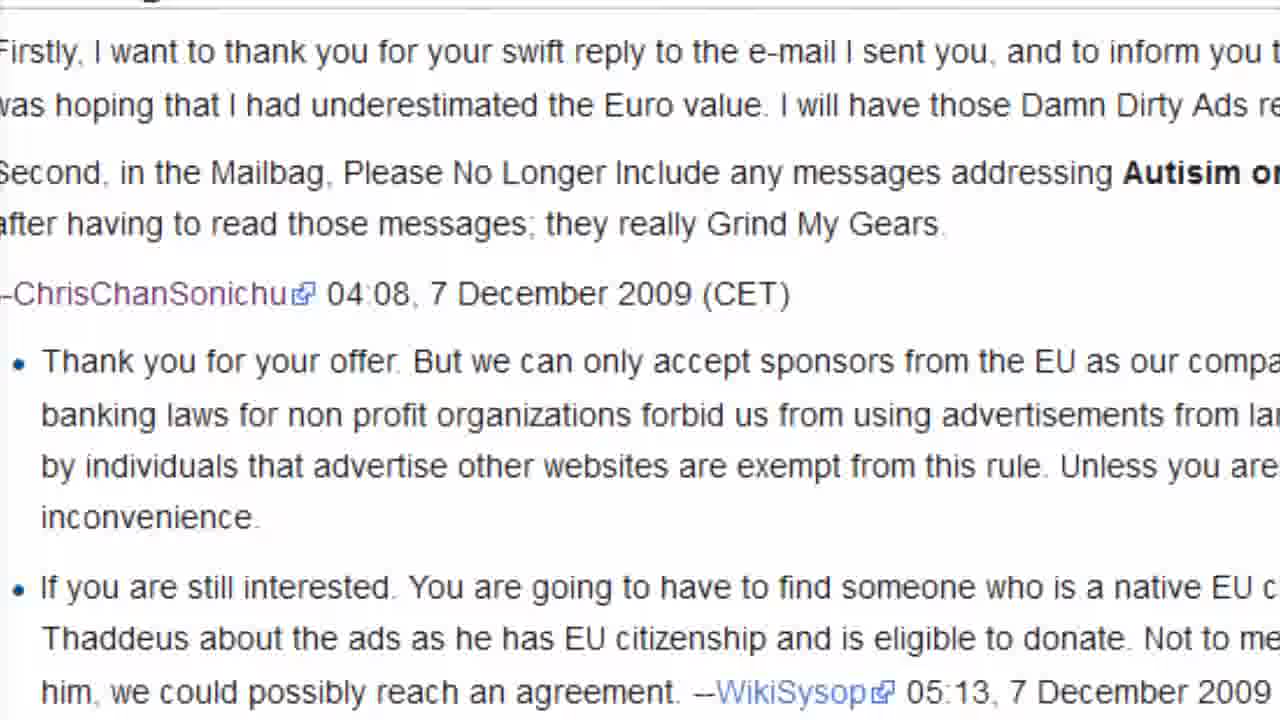 Firstly, I want to thank you for your swift reply to the e-mail I sent you, and to inform you t
was hoping that I had underestimated the Euro value. I will have those Damn Dirty Ads re
Second, in the Mailbag, Please No Longer Include any messages addressing Autisim or
after having to read those messages; they really Grind My Gears.
--ChrisChanSonichu 04:08, 7 December 2009 (CET)
• Thank you for your offer. But we can only accept sponsors from the EU as our compa
banking laws for non profit organizations forbid us from using advertisements from lar
by individuals that advertise other websites are exempt from this rule. Unless you are
inconvenience.
• If you are still interested. You are going to have to find someone who is a native EU c
Thaddeus about the ads as he has EU citizenship and is eligible to donate. Not to me
him, we could possibly reach an agreement. --WikiSysop 05:13, 7 December 2009